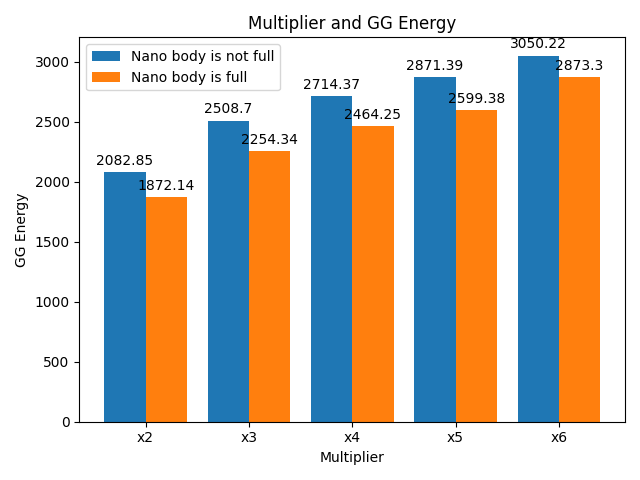 Multiplier and GG Energy
Nano body is not full
Nano body is full
2082.85
1872.14
2508.7
2254.34
2714.37
2464.25
2871.39
2599.38
3050.22
2873.3
GG Energy
3000
2500
2000
1500
1000
500
0
x2 x3 x4 x5 x6
Multiplier